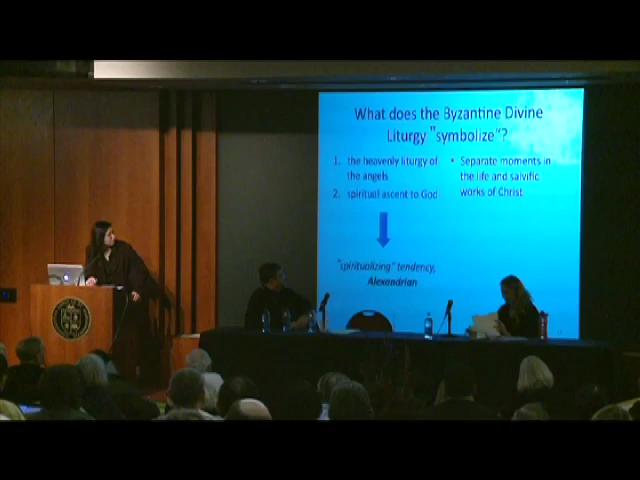 What does the Byzantine Divine
Liturgy "symbolize"?
1. the heavenly liturgy of
the angels
2. spiritual ascent to God
• Separate moments in
the life and salvific
works of Christ
"spiritualizing" tendency,
Alexandrian